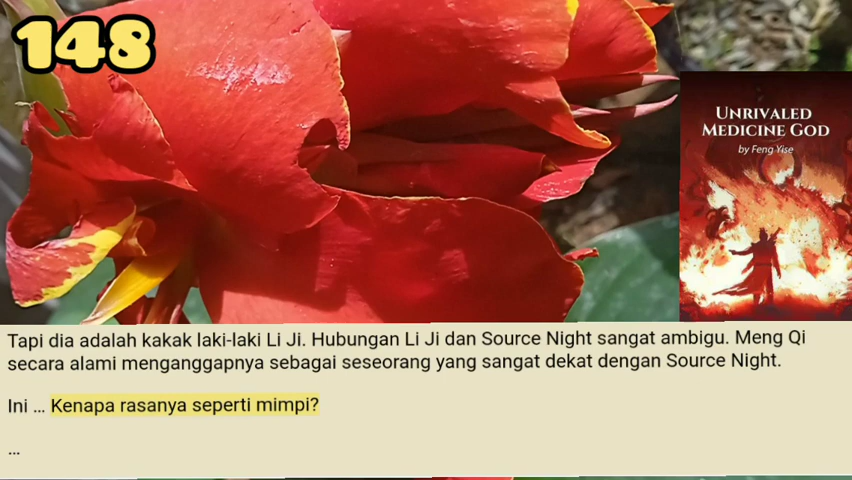 148
UNRIVALED
MEDICINE GOD
by Feng Yise
Tapi dia adalah kakak laki-laki Li Ji. Hubungan Li Ji dan Source Night sangat ambigu. Meng Qi
secara alami menganggapnya sebagai seseorang yang sangat dekat dengan Source Night.
Ini ... Kenapa rasanya seperti mimpi?
...